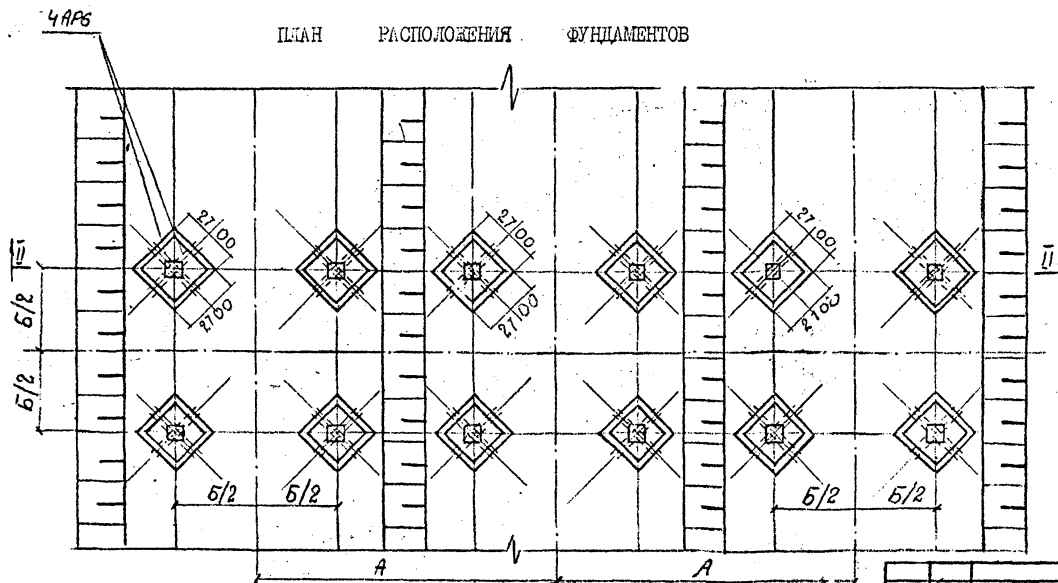 4АР6
ПЛАН РАСПОЛОЖЕНИЯ ФУНДАМЕНТОВ
2700
2700
2700
II
II
2700
2700
2700
Б/2
Б/2
Б/2 Б/2
Б/2 Б/2
А
А